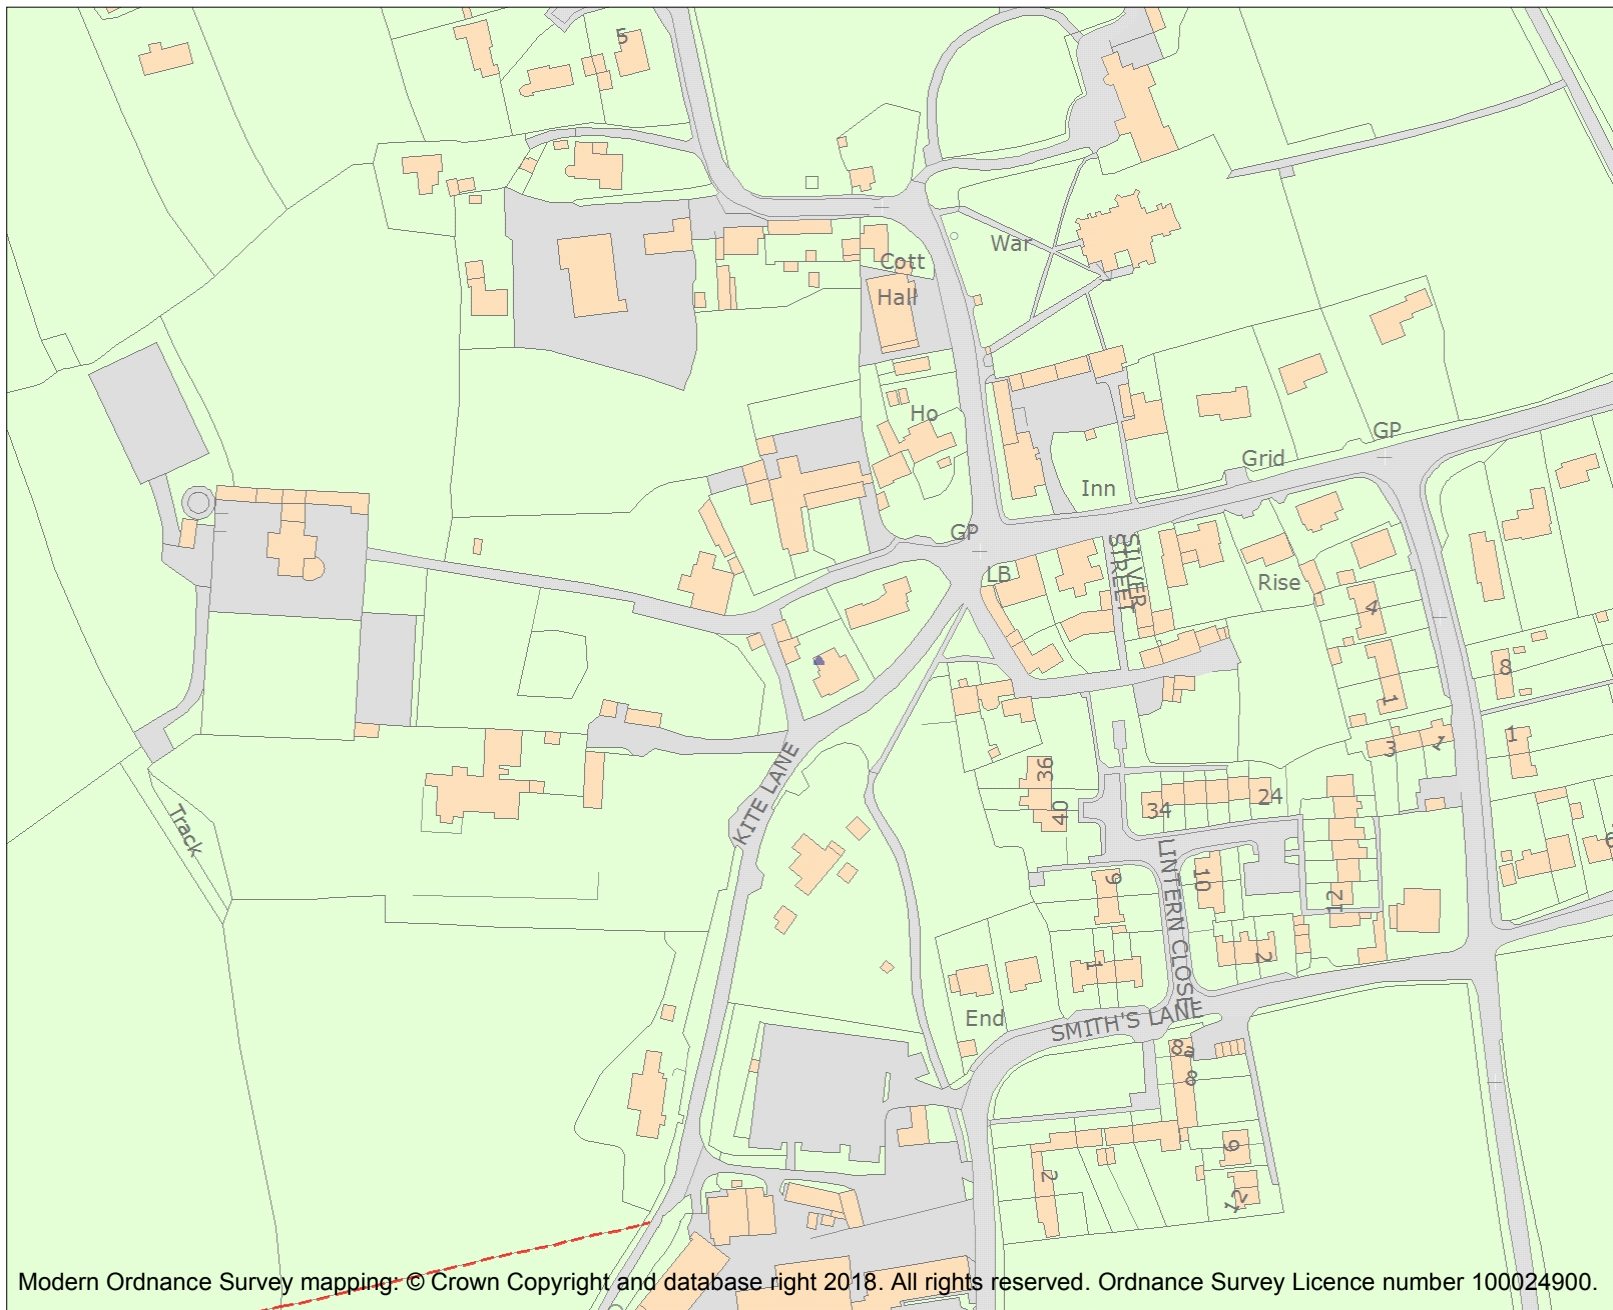 5
War
Cott
Hall
Ho
GP
Grid
Inn
GP
LB
SILVER
STREET
Rise
4
8
1
1
3
1
36
40
34
24
KITE LANE
Track
LINTERN CLOSE
9
10
12
1
2
End
SMITH'S LANE
8a
8
2
9
12
Modern Ordnance Survey mapping: © Crown Copyright and database right 2018. All rights reserved. Ordnance Survey Licence number 100024900.